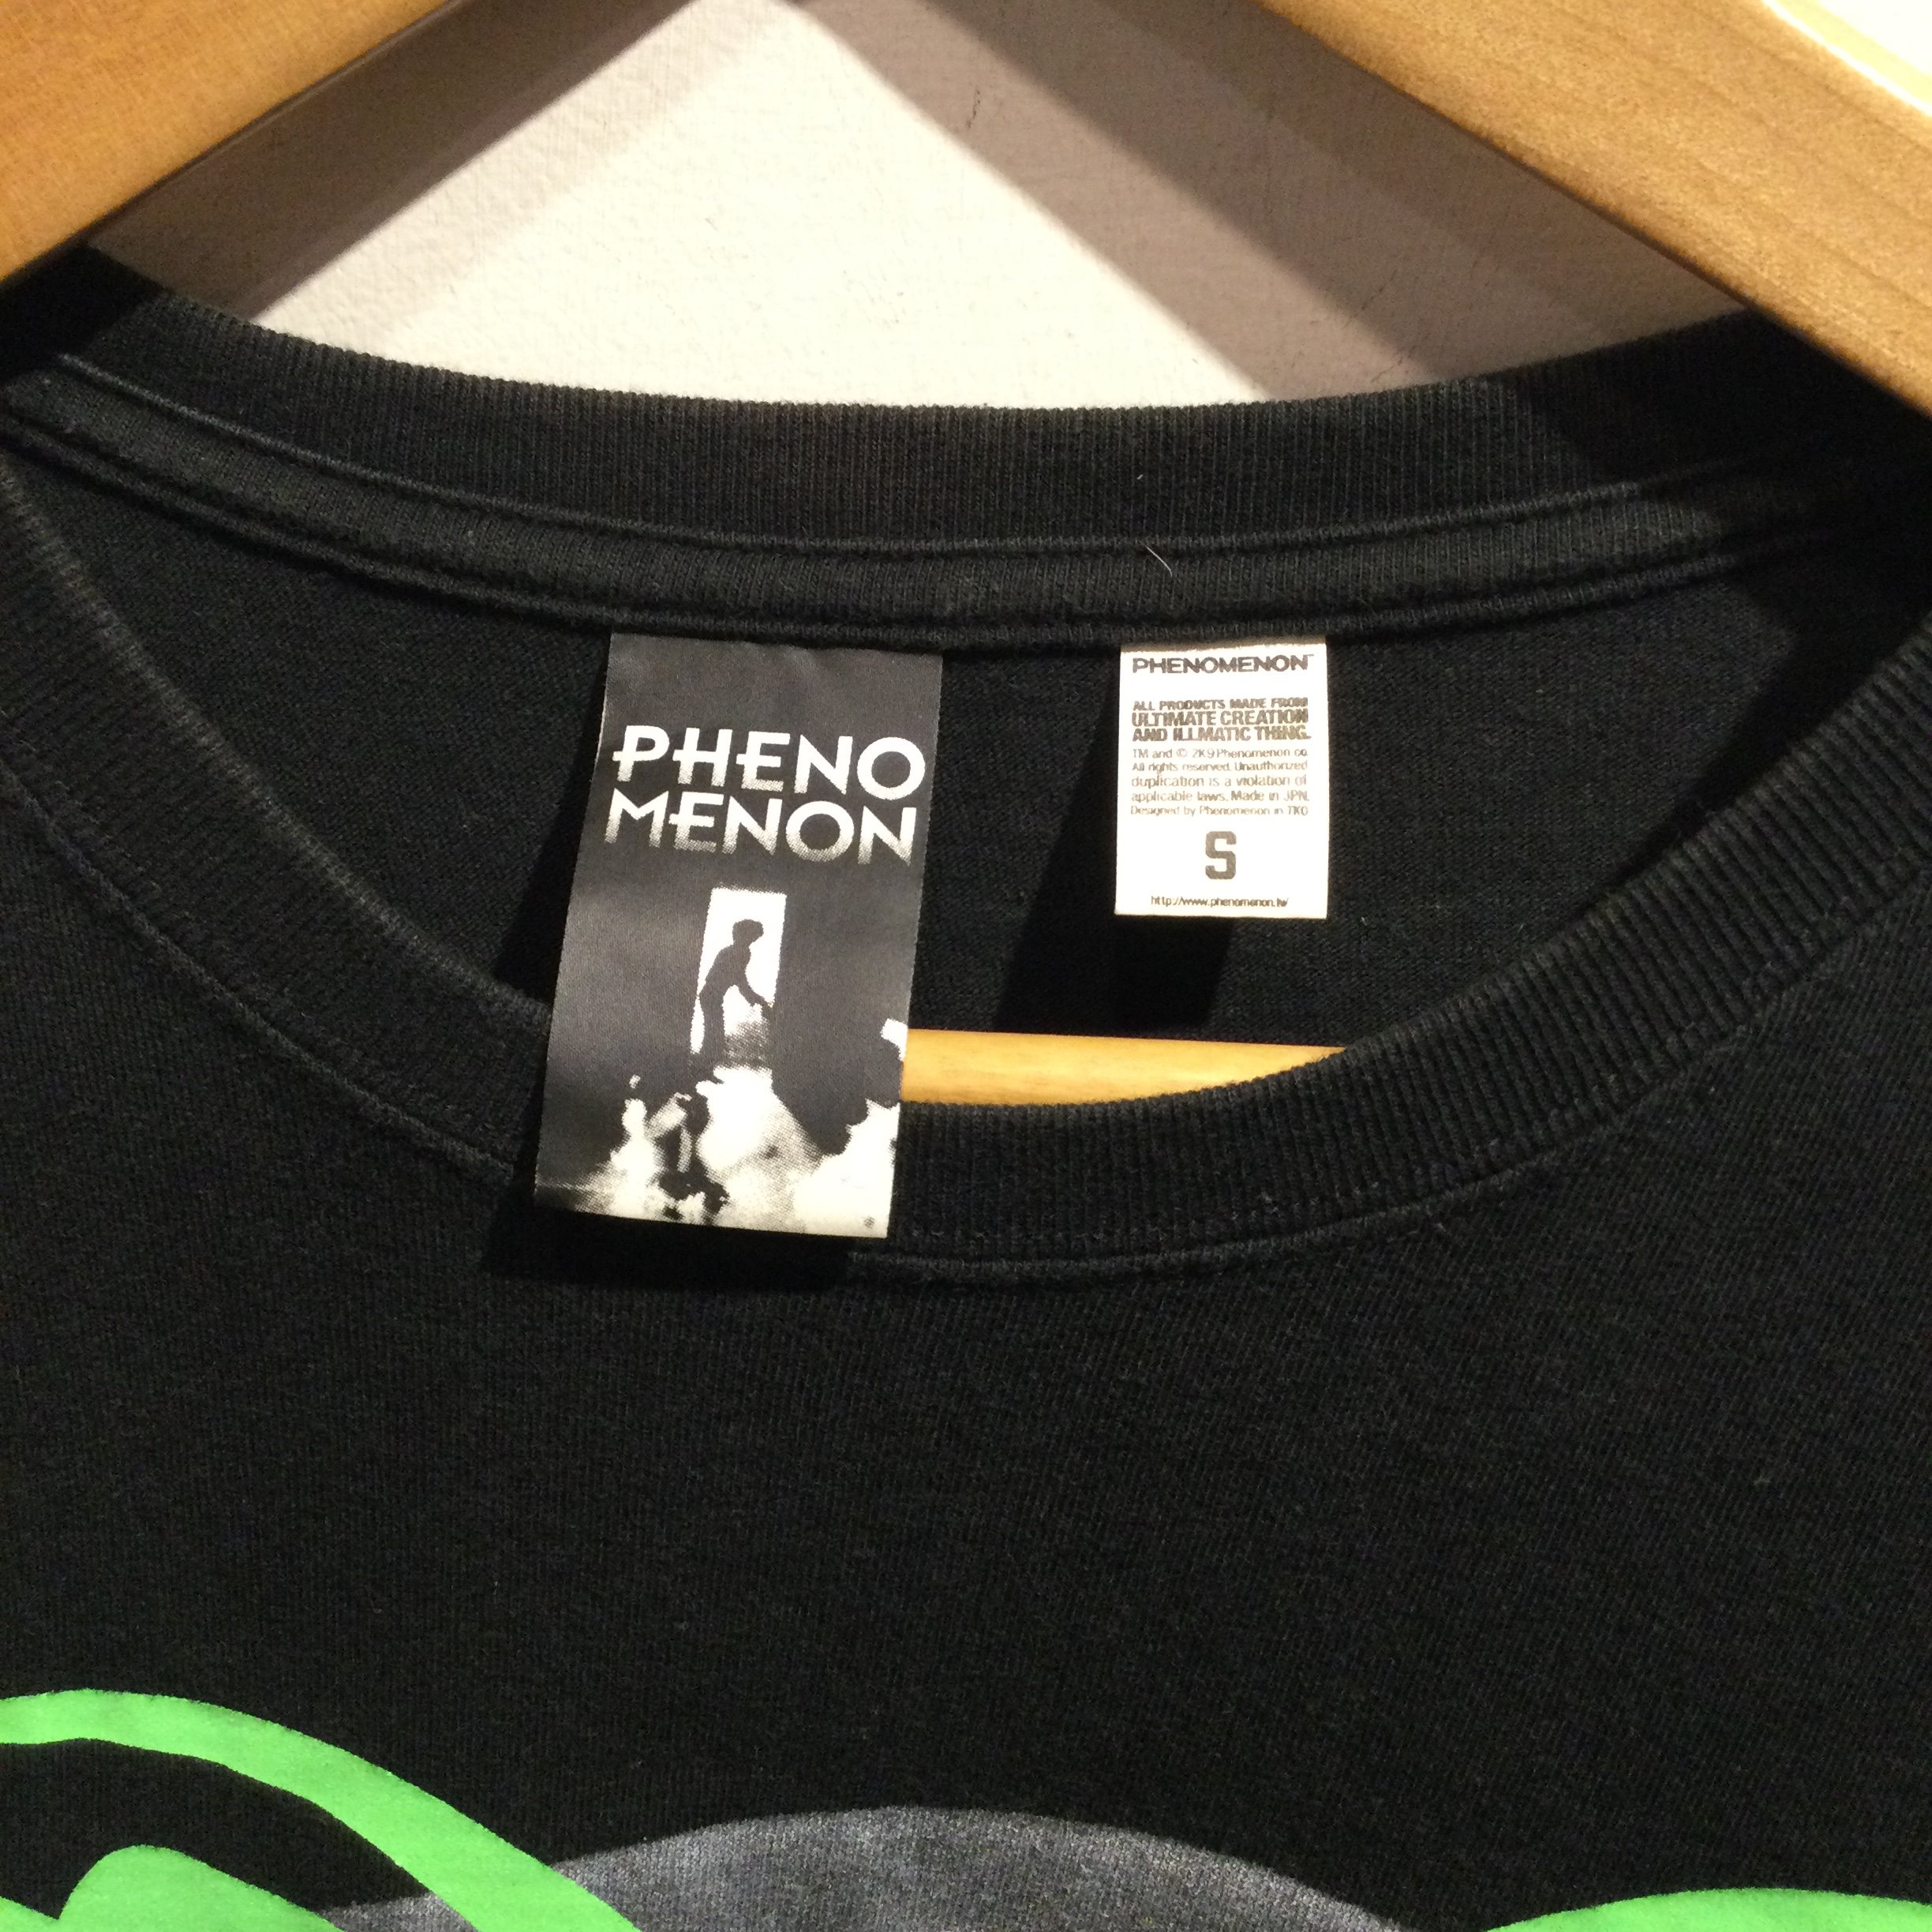 PHENO
MENON
PHENOMENON™
ALL PRODUCTS MADE FROM
ULTIMATE CREATION
AND ILLMATIC THING.
TM and © 2K9 Phenomenon co.
All rights reserved. Unauthorized
duplication is a violation of
applicable laws. Made in JPN.
Designed by Phenomenon in TKO
S
http://www.phenomenon.tv/